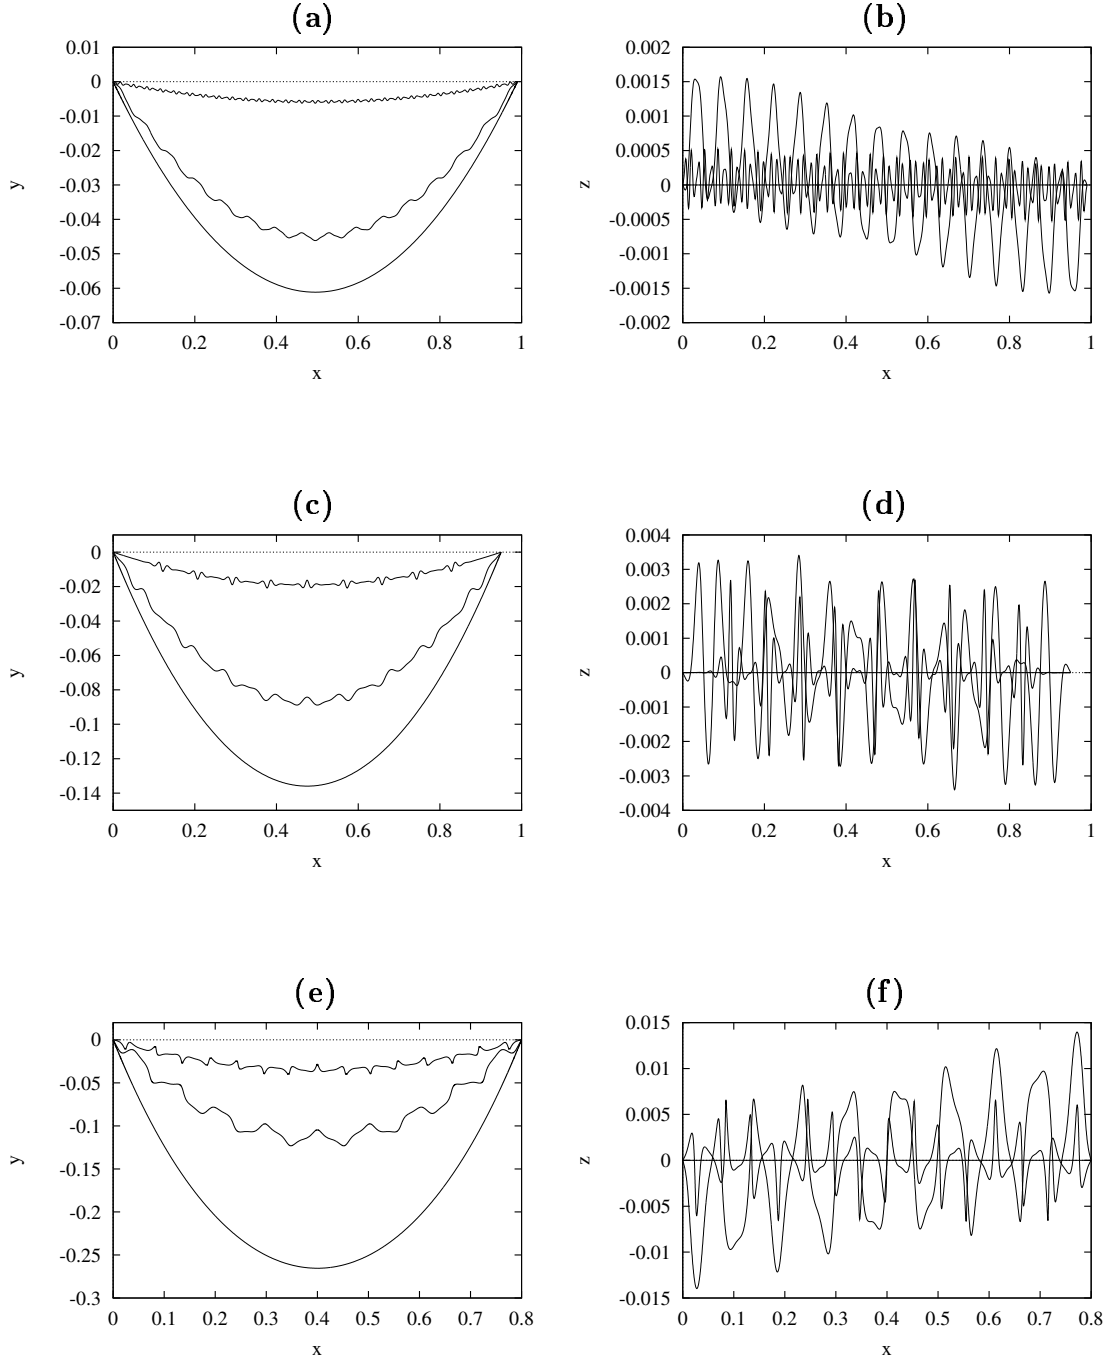 (a)
0.01
0
-0.01
-0.02
-0.03
-0.04
-0.05
-0.06
-0.07
y
0 0.2 0.4 0.6 0.8 1
x
(b)
0.002
0.0015
0.001
0.0005
0
-0.0005
-0.001
-0.0015
-0.002
z
0 0.2 0.4 0.6 0.8 1
x
(c)
0
-0.02
-0.04
-0.06
-0.08
-0.1
-0.12
-0.14
y
0 0.2 0.4 0.6 0.8 1
x
(d)
0.004
0.003
0.002
0.001
0
-0.001
-0.002
-0.003
-0.004
z
0 0.2 0.4 0.6 0.8 1
x
(e)
0
-0.05
-0.1
-0.15
-0.2
-0.25
-0.3
y
0 0.1 0.2 0.3 0.4 0.5 0.6 0.7 0.8
x
(f)
0.015
0.01
0.005
0
-0.005
-0.01
-0.015
z
0 0.1 0.2 0.3 0.4 0.5 0.6 0.7 0.8
x